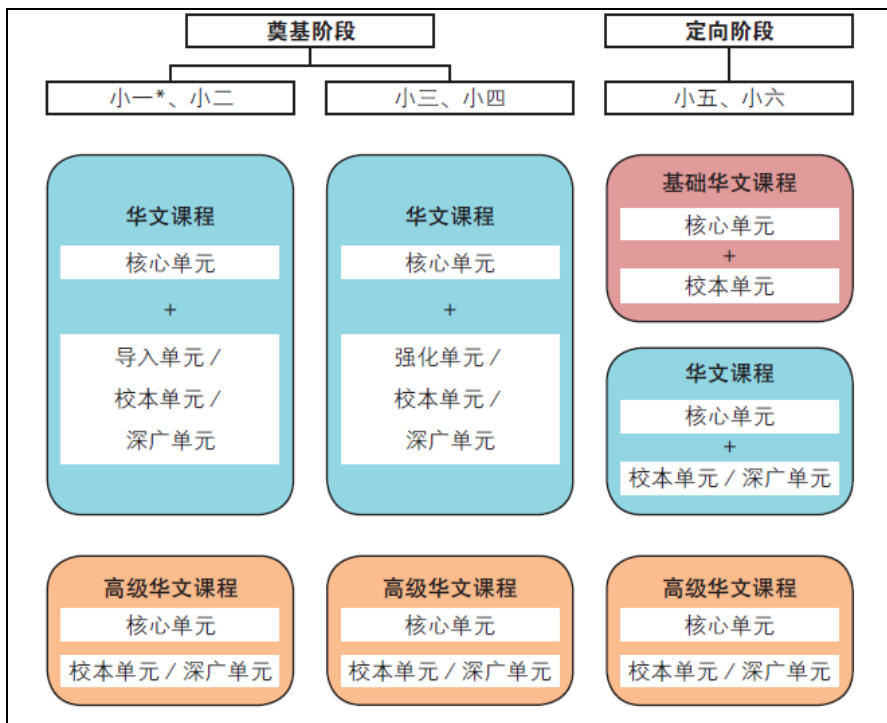 奠基阶段
定向阶段
小一*、小二
小三、小四
小五、小六
华文课程
核心单元
+
导入单元 /
校本单元 /
深广单元
华文课程
核心单元
+
强化单元 /
校本单元 /
深广单元
基础华文课程
核心单元
+
校本单元
华文课程
核心单元
+
校本单元 / 深广单元
高级华文课程
核心单元
校本单元 / 深广单元
高级华文课程
核心单元
校本单元 / 深广单元
高级华文课程
核心单元
校本单元 / 深广单元